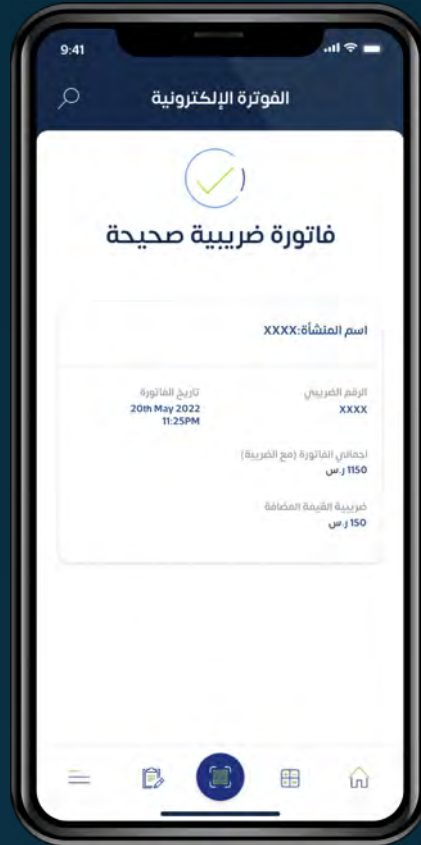 9:41
الفوترة الإلكترونية
فاتورة ضريبية صحيحة
اسم المنشأة:XXXX
الرقم الضريبي
XXXX
تاريخ الفاتورة
20th May 2022
11:25PM
اجمالي الفاتورة (مع الضريبة)
1150 ر.س
ضريبية القيمة المضافة
150 ر.س